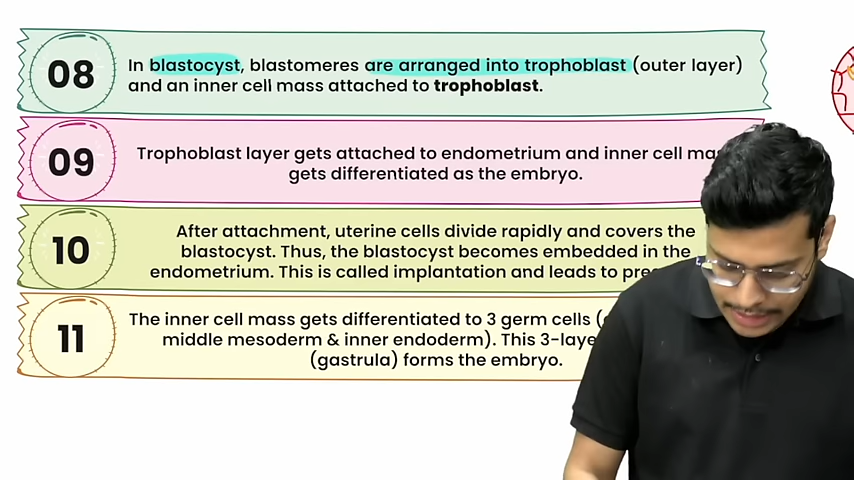 08
In blastocyst, blastomeres are arranged into trophoblast (outer layer)
and an inner cell mass attached to trophoblast.
09
Trophoblast layer gets attached to endometrium and inner cell
gets differentiated as the embryo.
10
After attachment, uterine cells divide rapidly and covers the
blastocyst. Thus, the blastocyst becomes embedded in the
endometrium. This is called implantation and leads to
11
The inner cell mass gets differentiated to 3 germ cells
middle mesoderm & inner endoderm). This
(gastrula) forms the embryo.